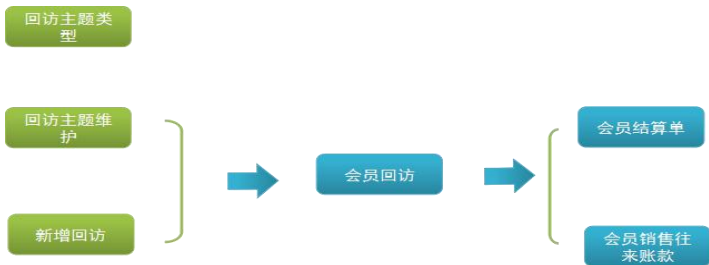 回访主题类
型
回访主题维
护
新增回访
会员回访
会员结算单
会员销售往
来账款